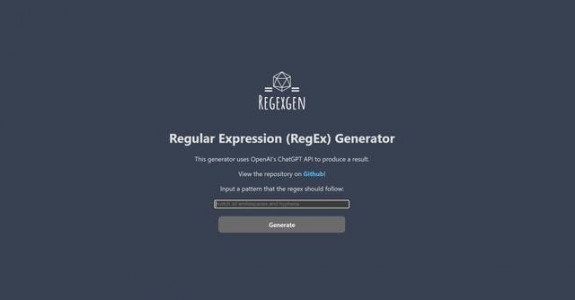 REGEXGEN
Regular Expression (RegEx) Generator
This generator uses OpenAI's ChatGPT API to produce a result.
View the repository on Github!
Input a pattern that the regex should follow:
Match all whitespaces and hyphens
Generate